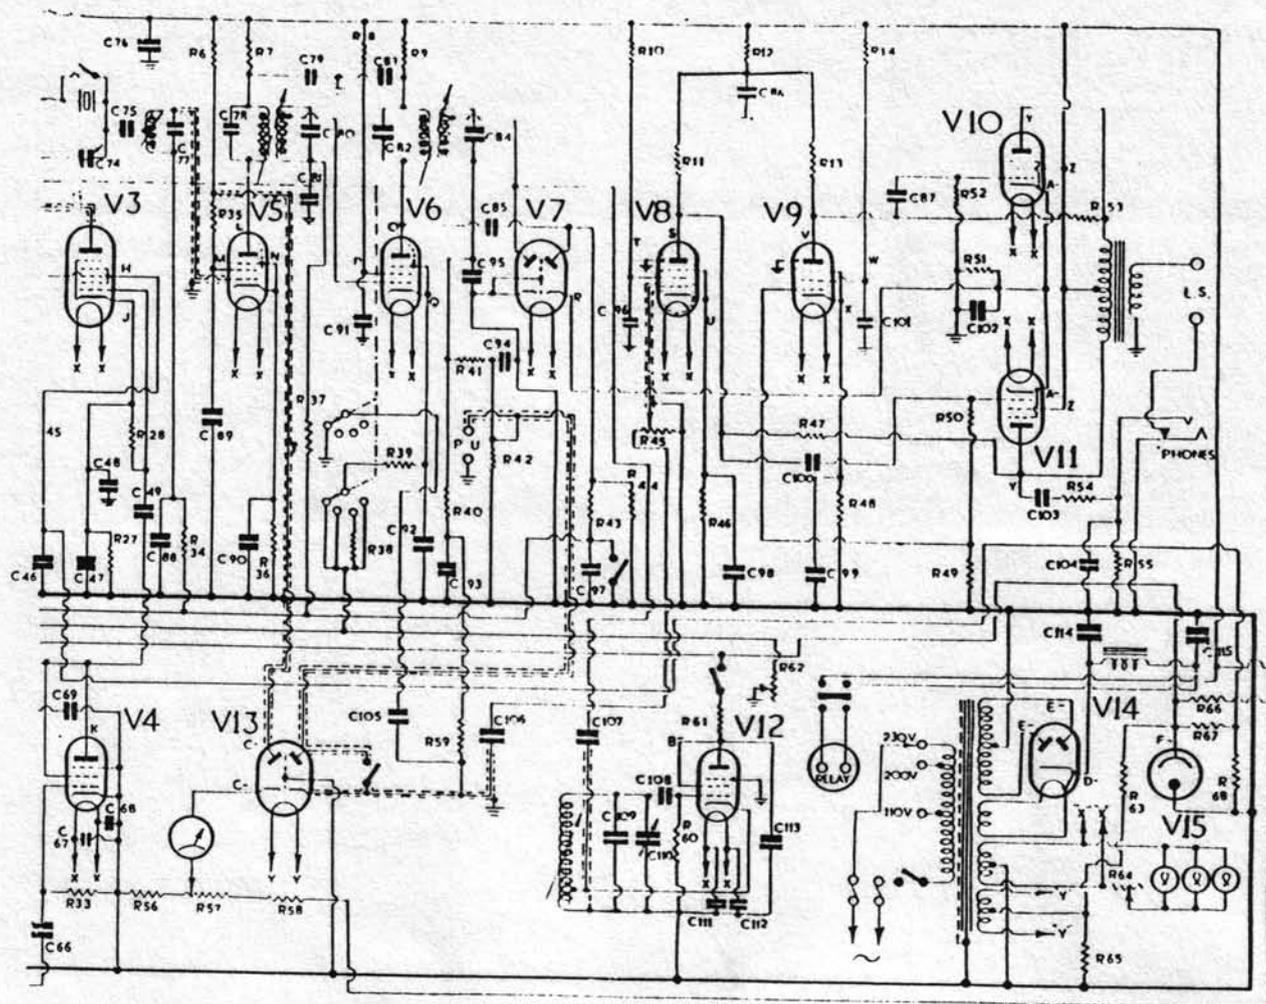 C76
R6
R7
C79
R8
C81
R9
R10
R12
R14
C75
C74
C77
C78
C80
C82
C84
R11
R13
V10
Y
C87
R52
Z
A-
R53
V3
V5
V6
V7
V8
V9
R35
L
M
N
C85
C95
T
S
V
W
H
J
O
Q
R
U
X
R51
C102
C101
L.S.
X X
C91
C94
R41
C96
X X
X X
X X
X X
X X
X X
X X
45
R28
C89
R37
R39
P U
R42
R45
R47
R50
A-
Z
V11
C48
C49
R40
R43
R44
R46
C100
R48
Y
C103
R54
PHONES
C46
C47
R27
C88
R34
C90
R36
R38
C92
C93
C97
C98
C99
R49
C104
R55
C114
C115
R62
C69
K
V4
V13
C-
C-
C105
R59
C106
C107
R61
B
V12
RELAY
230V
200V
110V
E-
E-
V14
D-
F-
R66
R67
R63
R68
V15
C67
C68
C108
C109
C110
R60
C113
X X
Y Y
X X
X X
R64
R33
R56
R57
R58
C111
C112
Y
Y
C66
R65